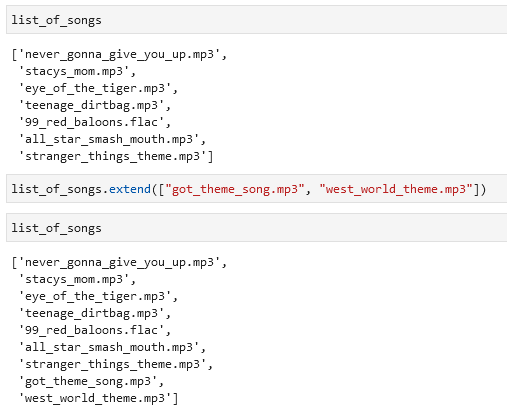 list_of_songs
['never_gonna_give_you_up.mp3',
 'stacys_mom.mp3',
 'eye_of_the_tiger.mp3',
 'teenage_dirtbag.mp3',
 '99_red_baloons.flac',
 'all_star_smash_mouth.mp3',
 'stranger_things_theme.mp3']
list_of_songs.extend(["got_theme_song.mp3", "west_world_theme.mp3"])
list_of_songs
['never_gonna_give_you_up.mp3',
 'stacys_mom.mp3',
 'eye_of_the_tiger.mp3',
 'teenage_dirtbag.mp3',
 '99_red_baloons.flac',
 'all_star_smash_mouth.mp3',
 'stranger_things_theme.mp3',
 'got_theme_song.mp3',
 'west_world_theme.mp3']